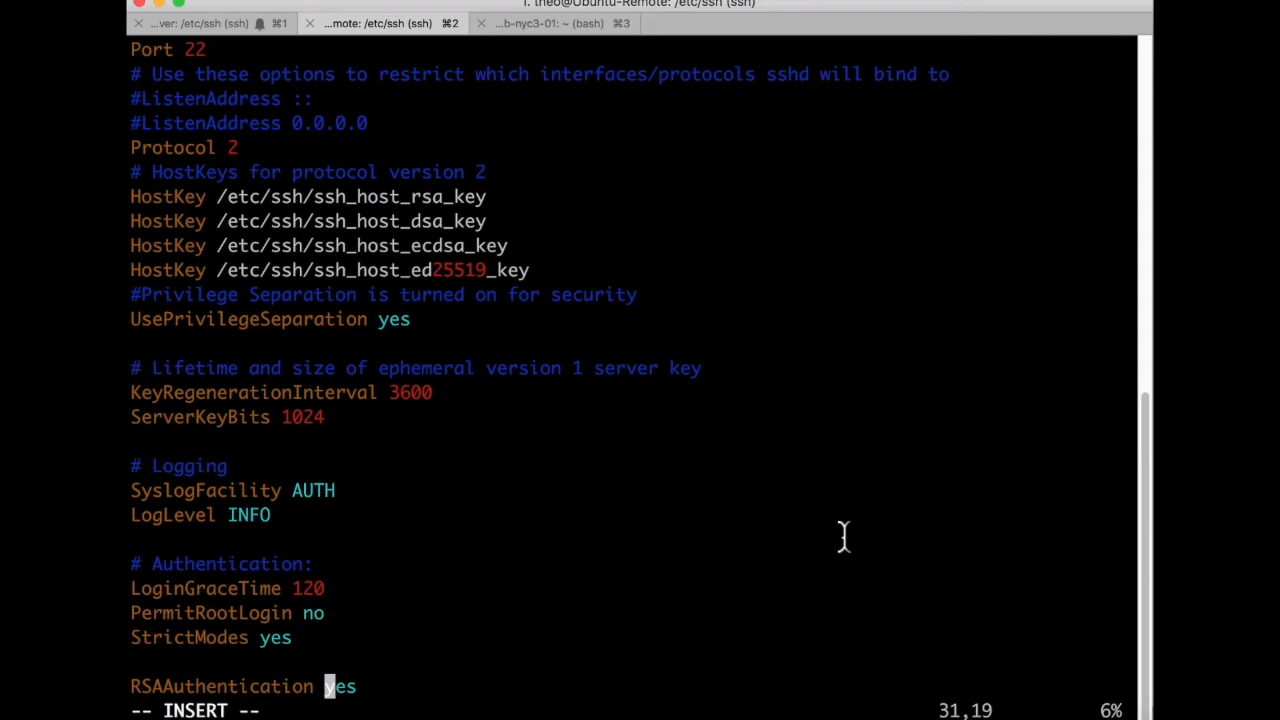 1. theo@Ubuntu-Remote: /etc/ssh (ssh)
...ver: /etc/ssh (ssh) ⌘1 ...mote: /etc/ssh (ssh) ⌘2 ...b-nyc3-01: ~ (bash) ⌘3
Port 22
# Use these options to restrict which interfaces/protocols sshd will bind to
#ListenAddress ::
#ListenAddress 0.0.0.0
Protocol 2
# HostKeys for protocol version 2
HostKey /etc/ssh/ssh_host_rsa_key
HostKey /etc/ssh/ssh_host_dsa_key
HostKey /etc/ssh/ssh_host_ecdsa_key
HostKey /etc/ssh/ssh_host_ed25519_key
#Privilege Separation is turned on for security
UsePrivilegeSeparation yes
# Lifetime and size of ephemeral version 1 server key
KeyRegenerationInterval 3600
ServerKeyBits 1024
# Logging
SyslogFacility AUTH
LogLevel INFO
# Authentication:
LoginGraceTime 120
PermitRootLogin no
StrictModes yes
RSAAuthentication yes
-- INSERT -- 31,19 6%